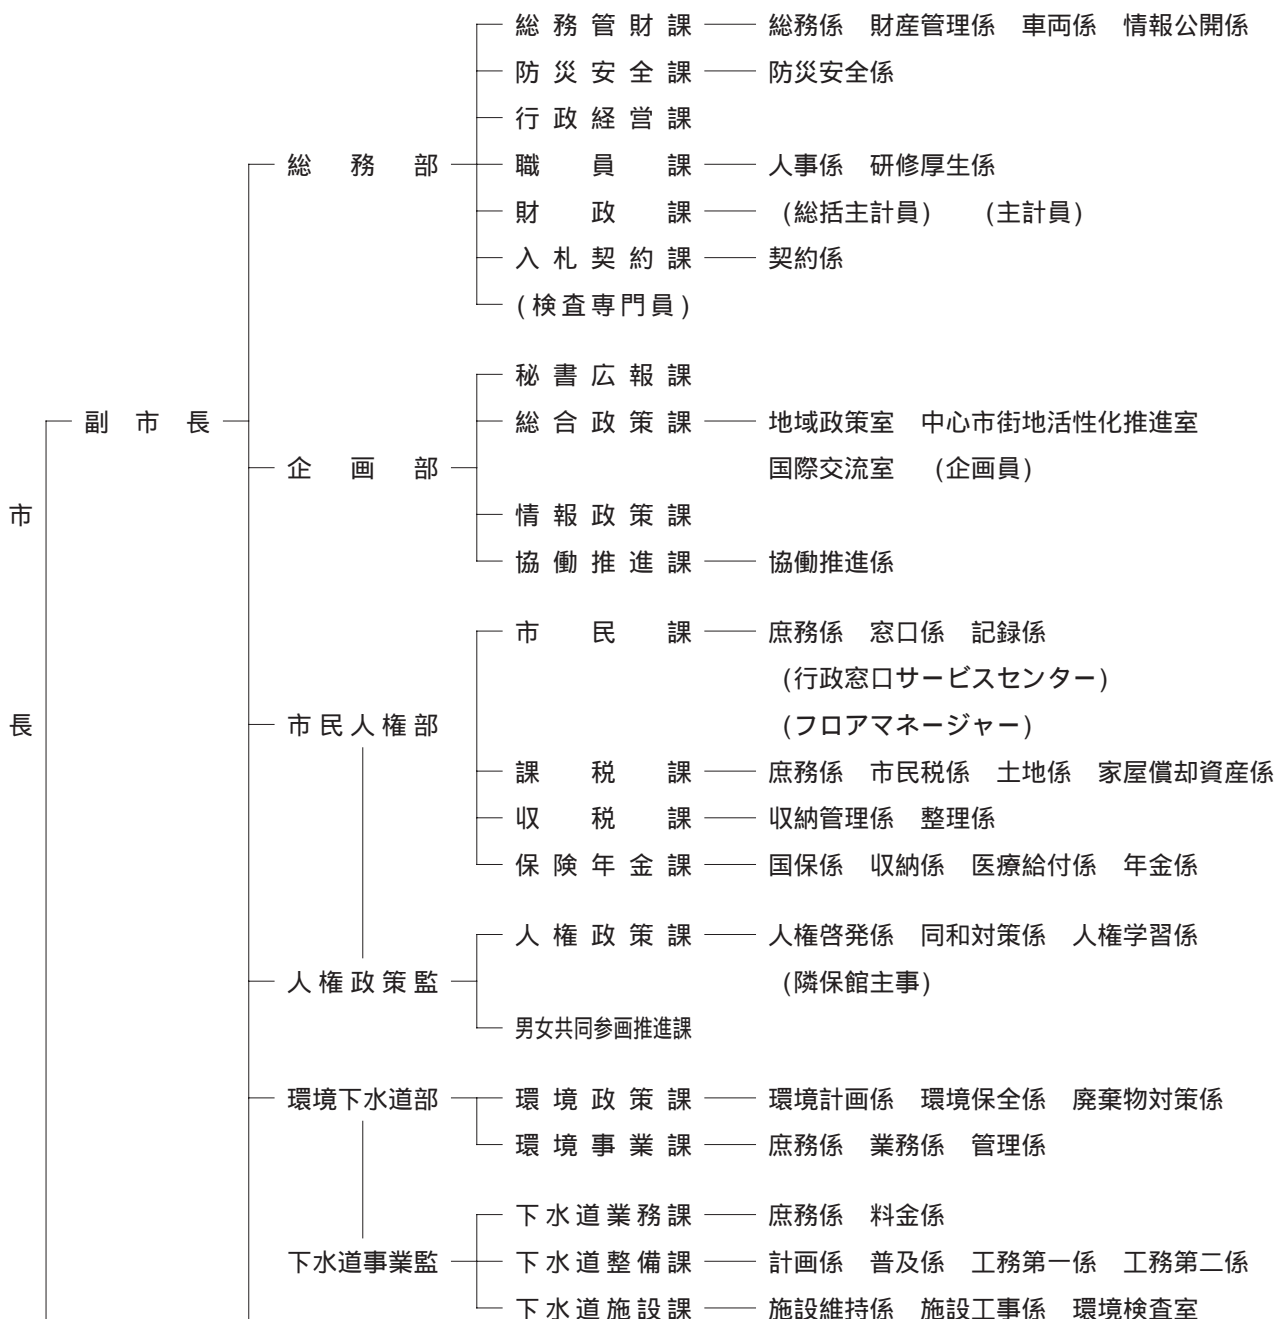 総務管財課 総務係 財産管理係 車両係 情報公開係
防災安全課 防災安全係
行政経営課
総務部 職員課 人事係 研修厚生係
財政課 (総括主計員) (主計員)
入札契約課 契約係
(検査専門員)
秘書広報課
副市長 総合政策課 地域政策室 中心市街地活性化推進室
企画部 国際交流室 (企画員)
市 情報政策課
協働推進課 協働推進係
市民課 庶務係 窓口係 記録係
(行政窓口サービスセンター)
長 市民人権部 (フロアマネージャー)
課税課 庶務係 市民税係 土地係 家屋償却資産係
収税課 収納管理係 整理係
保険年金課 国保係 収納係 医療給付係 年金係
人権政策課 人権啓発係 同和対策係 人権学習係
人権政策監 (隣保館主事)
男女共同参画推進課
環境下水道部 環境政策課 環境計画係 環境保全係 廃棄物対策係
環境事業課 庶務係 業務係 管理係
下水道業務課 庶務係 料金係
下水道事業監 下水道整備課 計画係 普及係 工務第一係 工務第二係
下水道施設課 施設維持係 施設工事係 環境検査室